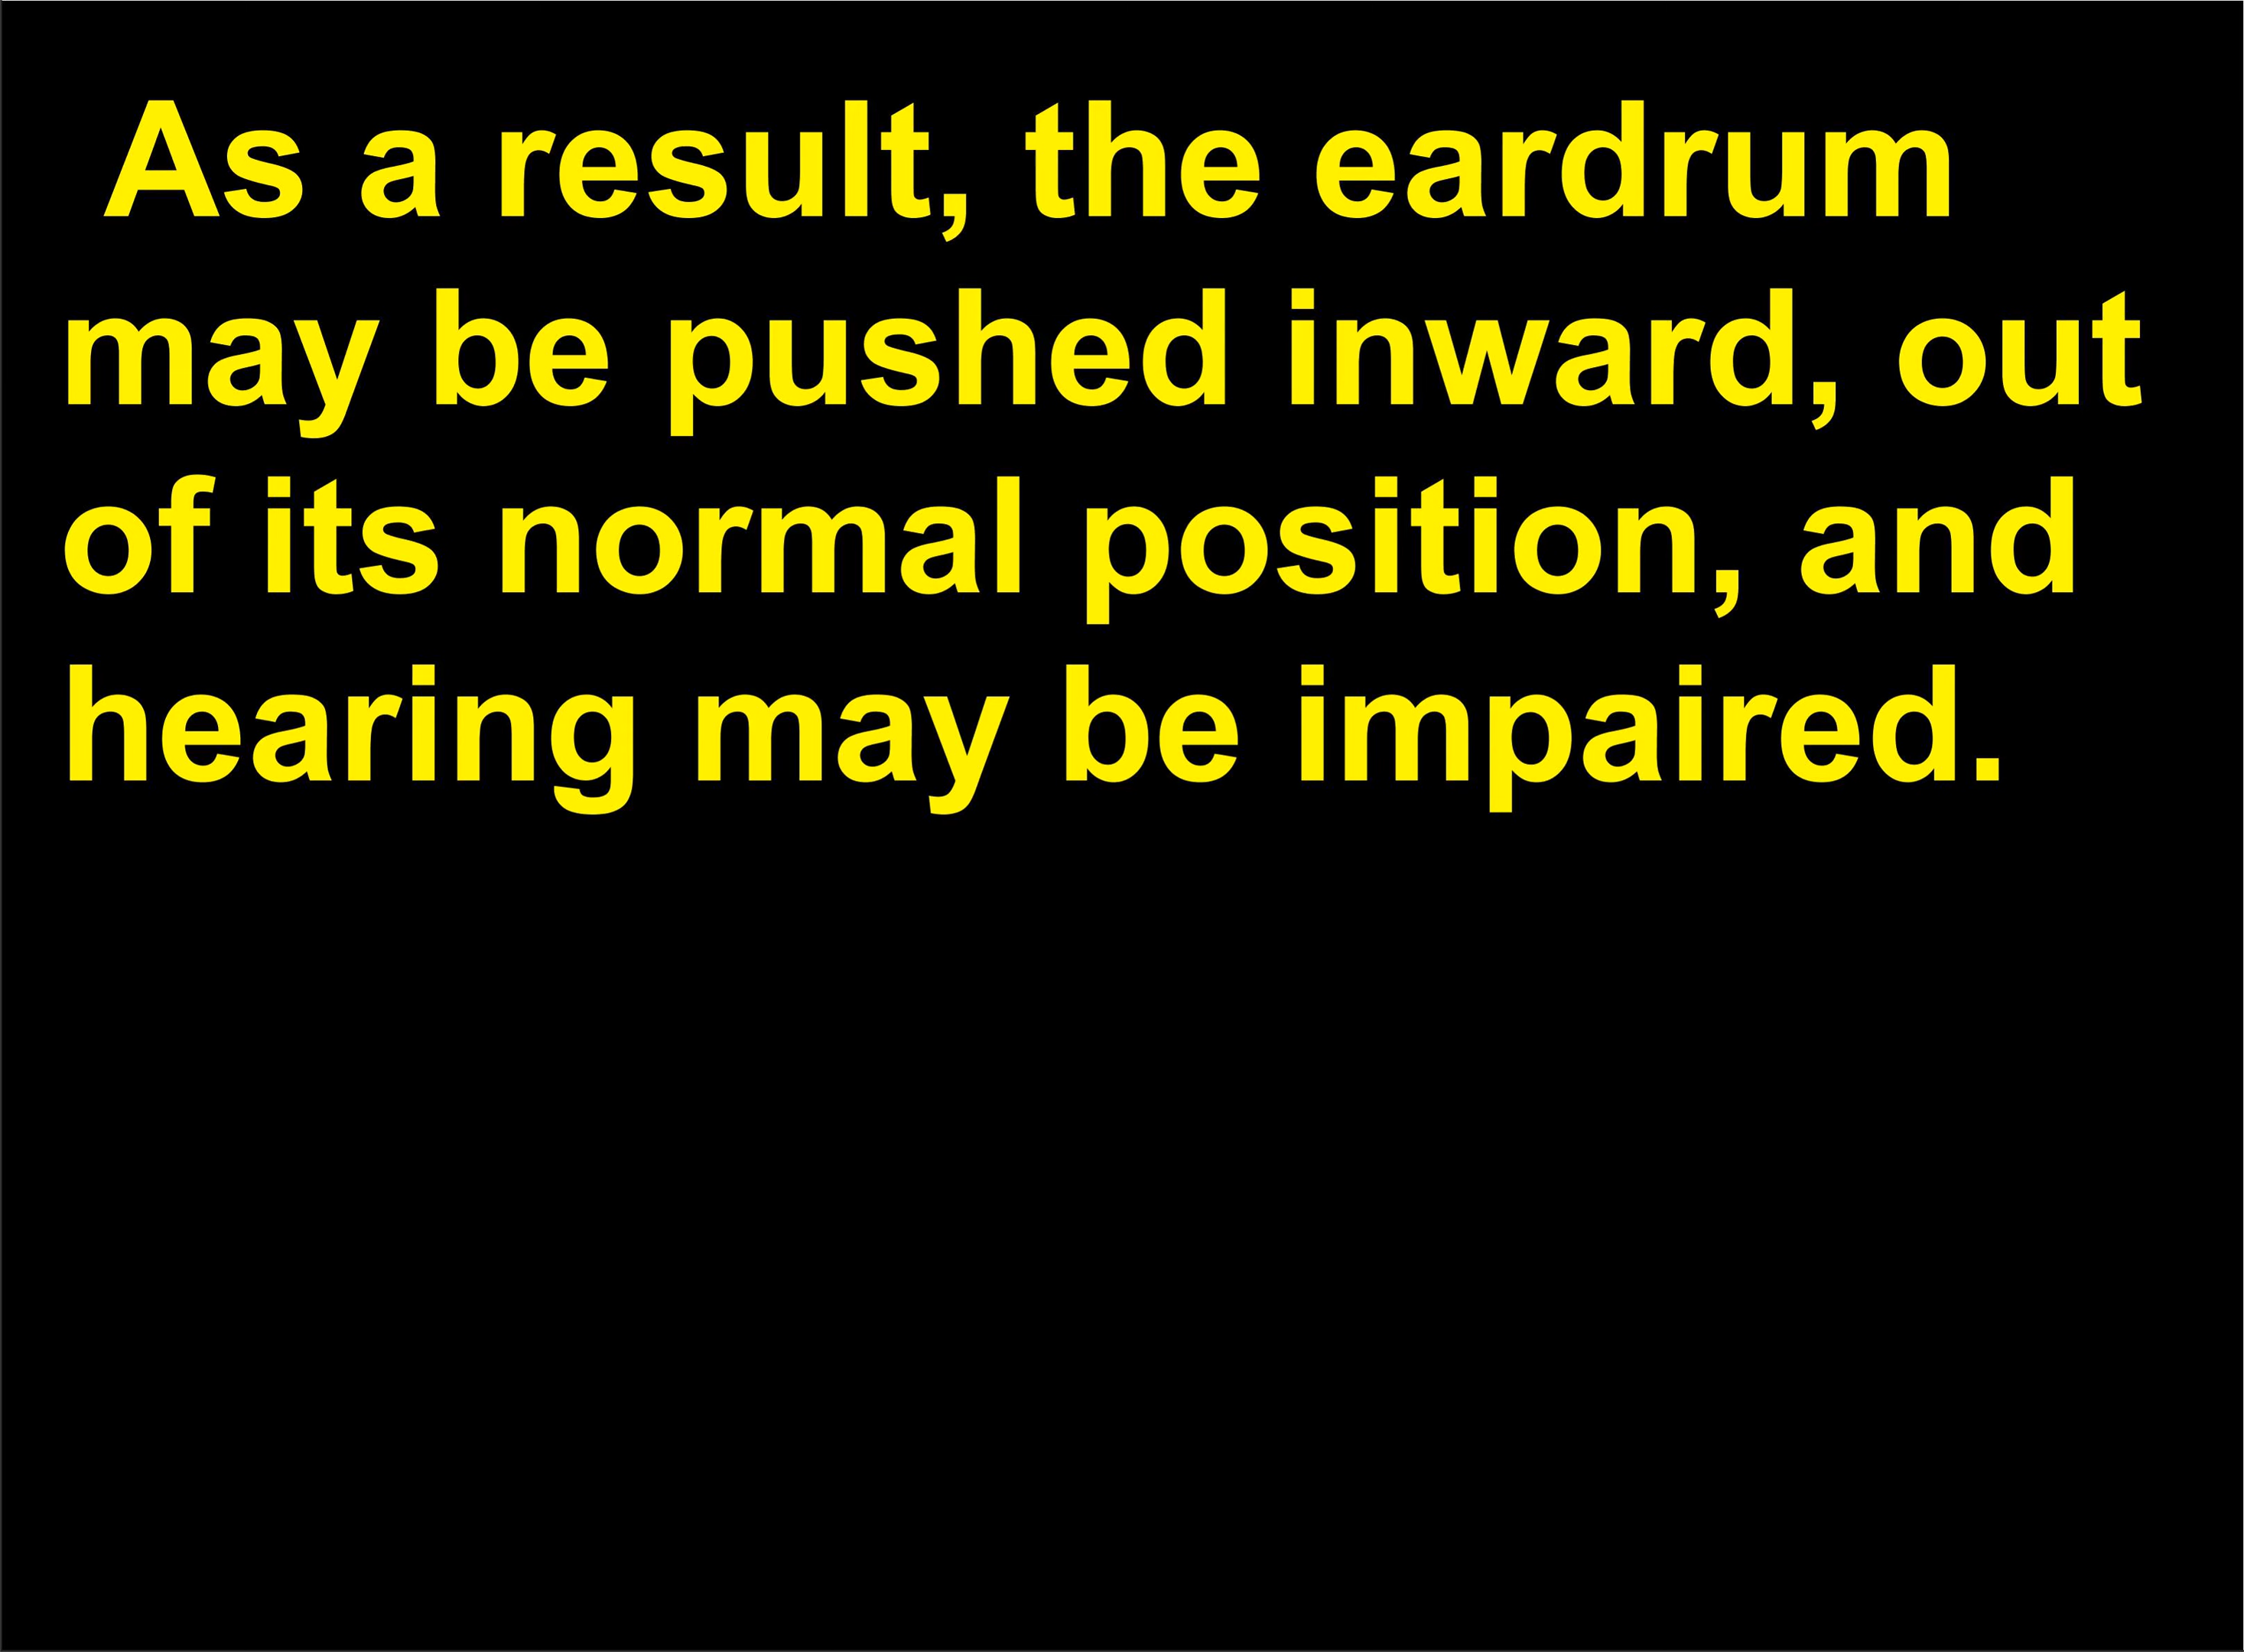 As a result, the eardrum
may be pushed inward, out
of its normal position, and
hearing may be impaired.